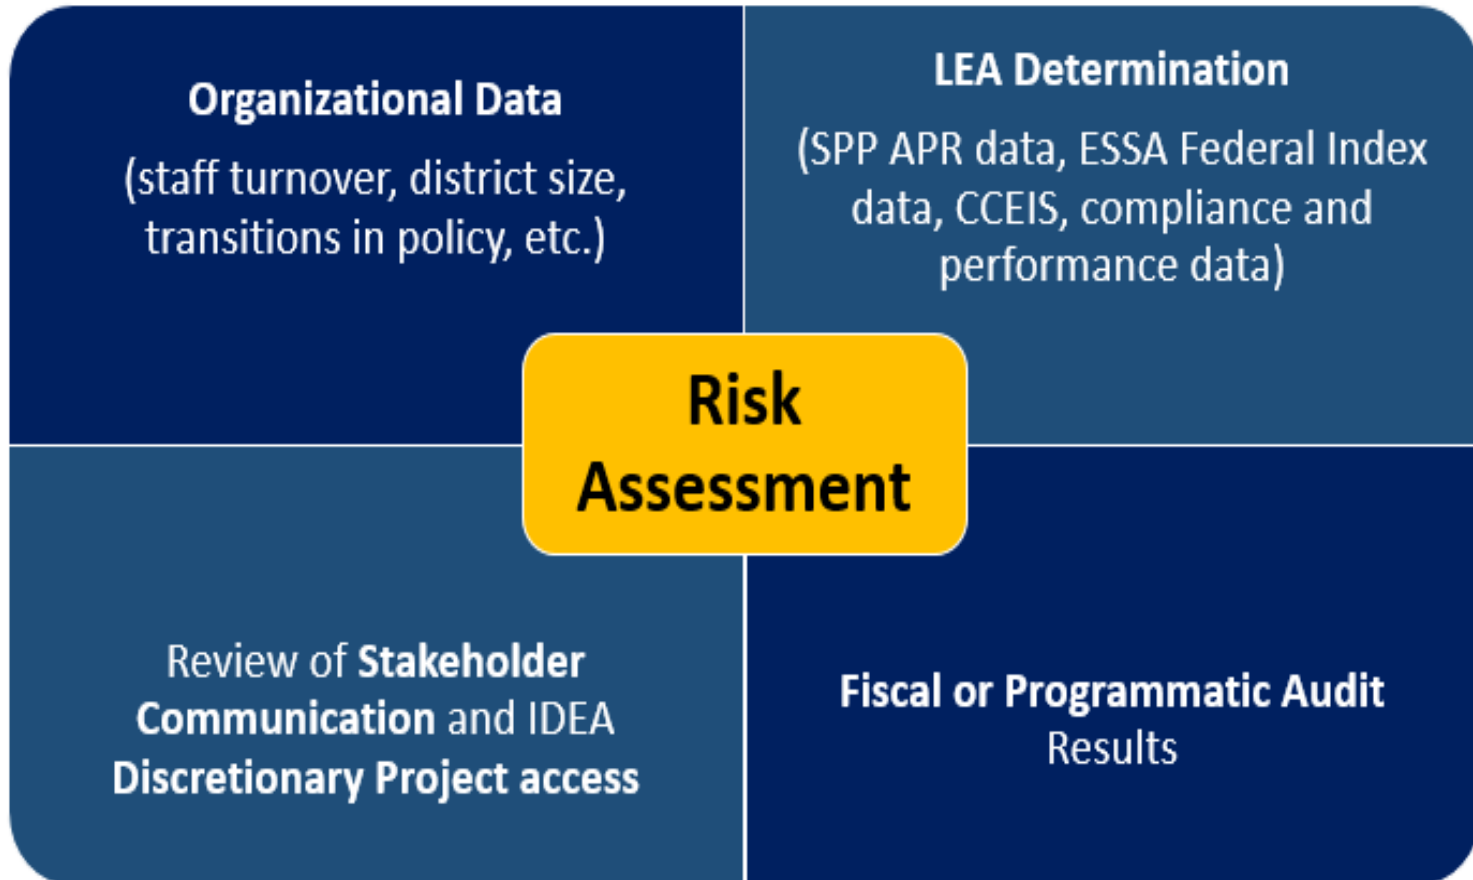 Organizational Data
(staff turnover, district size,
transitions in policy, etc.)
LEA Determination
(SPP APR data, ESSA Federal Index
data, CCEIS, compliance and
performance data)
Risk
Assessment
Review of Stakeholder
Communication and IDEA
Discretionary Project access
Fiscal or Programmatic Audit
Results